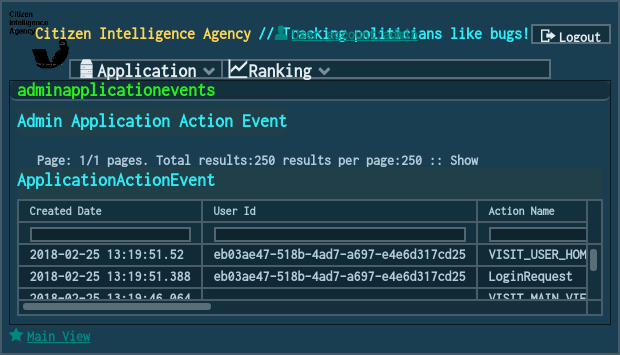 Citizen
Intelligence
Agency
Citizen Intelligence Agency // Tracking politicians like bugs!
Logout
Application
Ranking
adminapplicationevents
Admin Application Action Event
Page: 1/1 pages. Total results:250 results per page:250 :: Show
ApplicationActionEvent
Created Date User Id Action Name
2018-02-25 13:19:51.52 eb03ae47-518b-4ad7-a697-e4e6d317cd25 VISIT_USER_HOM
2018-02-25 13:19:51.388 eb03ae47-518b-4ad7-a697-e4e6d317cd25 LoginRequest
2018-02-25 13:19:46.064 VISIT_MAIN_VIE
Main View